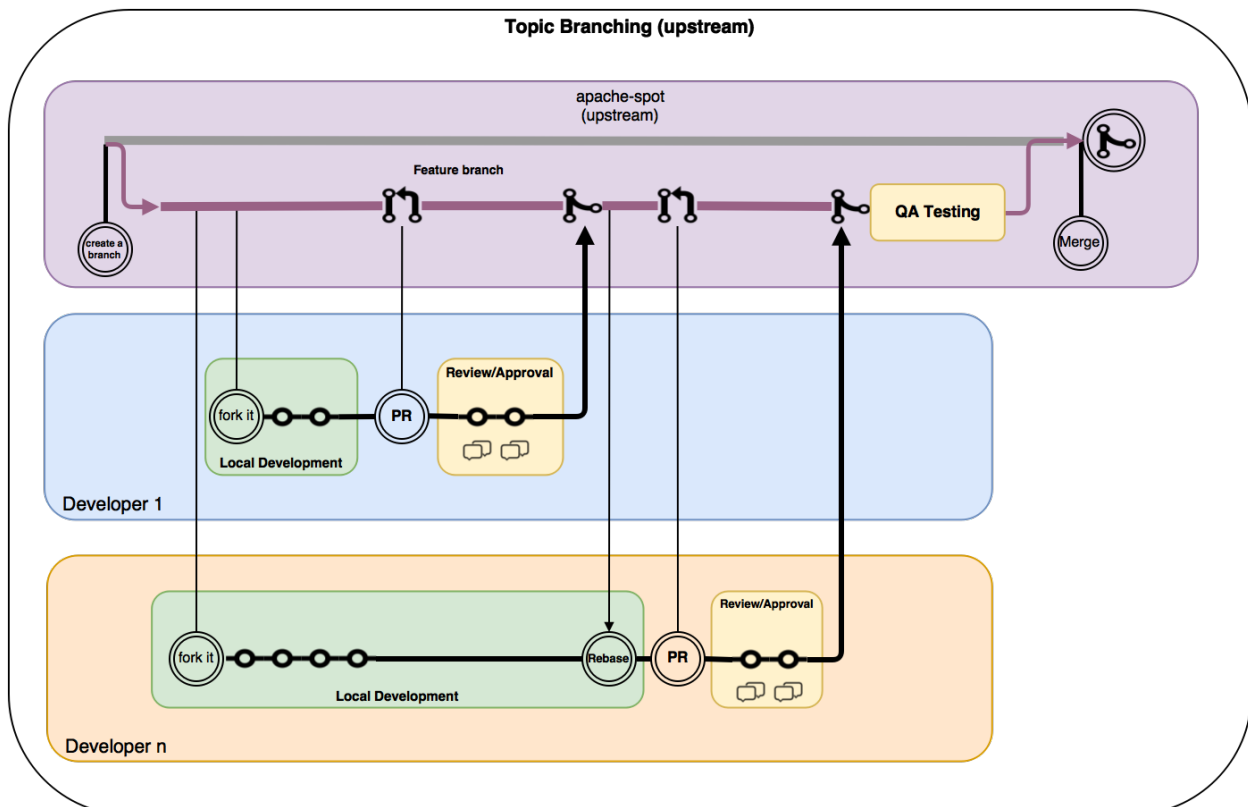 Topic Branching (upstream)
apache-spot
(upstream)
Feature branch
create a
branch
QA Testing
Merge
Review/Approval
fork it
PR
Local Development
Developer 1
Review/Approval
fork it
Rebase
PR
Local Development
Developer n